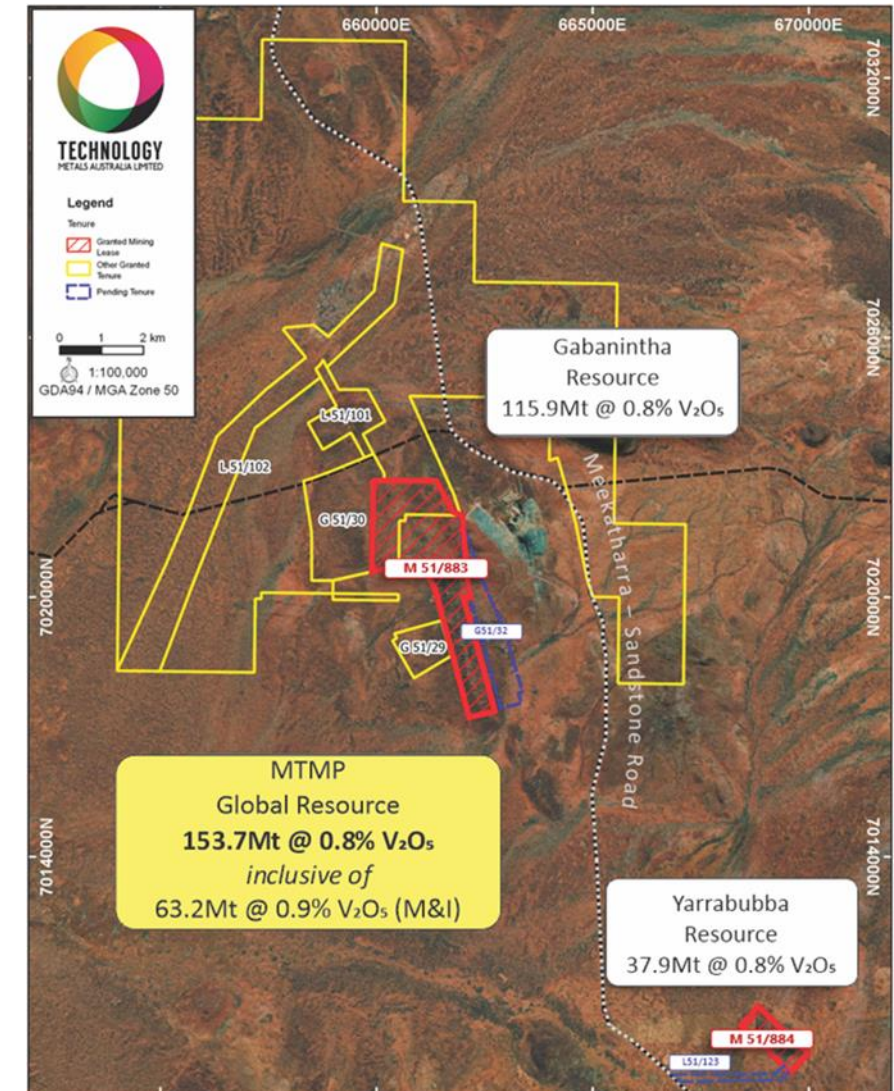 660000E
665000E
670000E
7032000N
TECHNOLOGY
METALS AUSTRALIA LIMITED
Legend
Tenure
Granted Mining
Lease
Other Granted
Tenure
Pending Tenure
0 1 2 km
1:100,000
GDA94 / MGA Zone 50
7026000N
Gabanintha
Resource
115.9Mt @ 0.8% V₂O₅
L 51/101
L 51/102
Meekatharra – Sandstone Road
G 51/30
M 51/883
7020000N
7020000N
G51/32
G 51/29
MTMP
Global Resource
153.7Mt @ 0.8% V₂O₅
inclusive of
63.2Mt @ 0.9% V₂O₅ (M&I)
7014000N
7014000N
Yarrabubba
Resource
37.9Mt @ 0.8% V₂O₅
M 51/884
L51/123